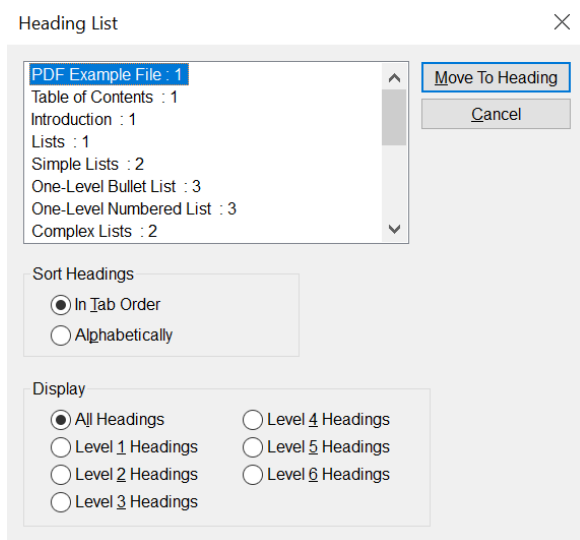 Heading List
PDF Example File : 1
Table of Contents : 1
Introduction : 1
Lists : 1
Simple Lists : 2
One-Level Bullet List : 3
One-Level Numbered List : 3
Complex Lists : 2
Move To Heading
Cancel
Sort Headings
In Tab Order
Alphabetically
Display
All Headings
Level 1 Headings
Level 2 Headings
Level 3 Headings
Level 4 Headings
Level 5 Headings
Level 6 Headings